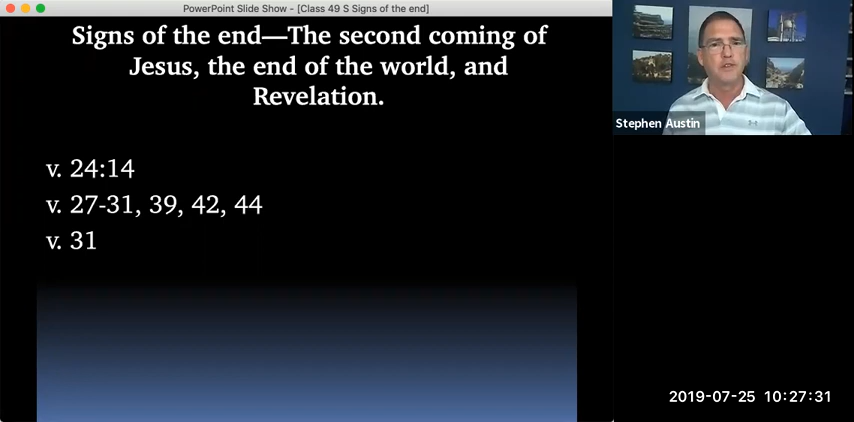 PowerPoint Slide Show - [Class 49 S Signs of the end]
Signs of the end—The second coming of
Jesus, the end of the world, and
Revelation.
v. 24:14
v. 27-31, 39, 42, 44
v. 31
Stephen Austin
2019-07-25 10:27:31